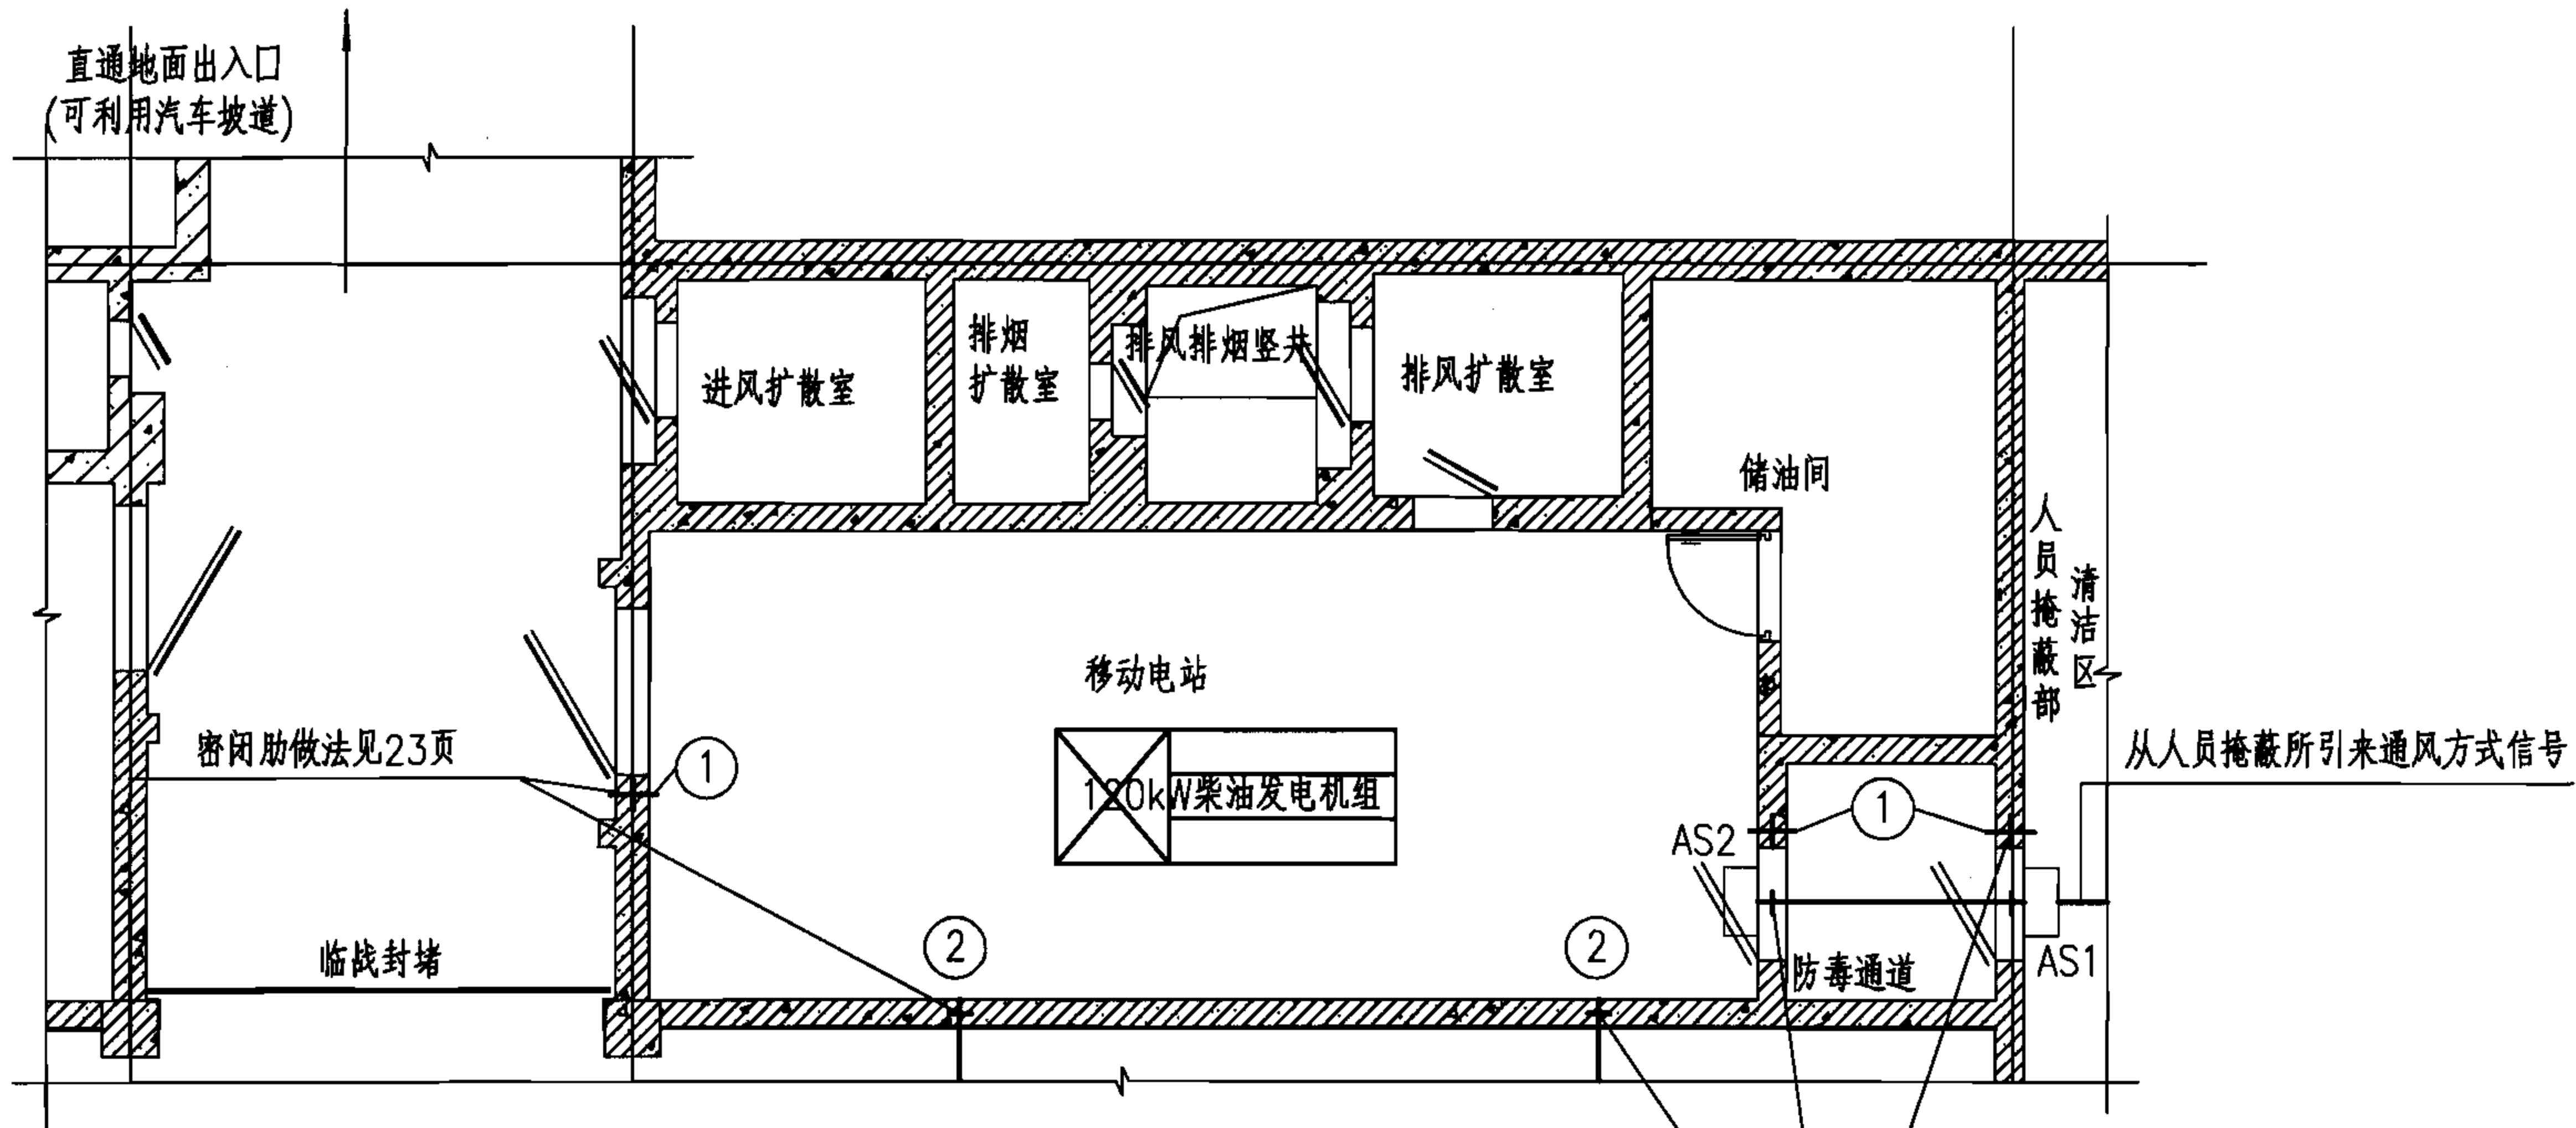 直通地面出入口
(可利用汽车坡道)
进风扩散室
排烟
扩散室
排风排烟竖井
排风扩散室
储油间
人员掩蔽部
清洁区
移动电站
密闭肋做法见23页
1
120kW柴油发电机组
1
从人员掩蔽所引来通风方式信号
AS2
2
2
临战封堵
防毒通道
AS1